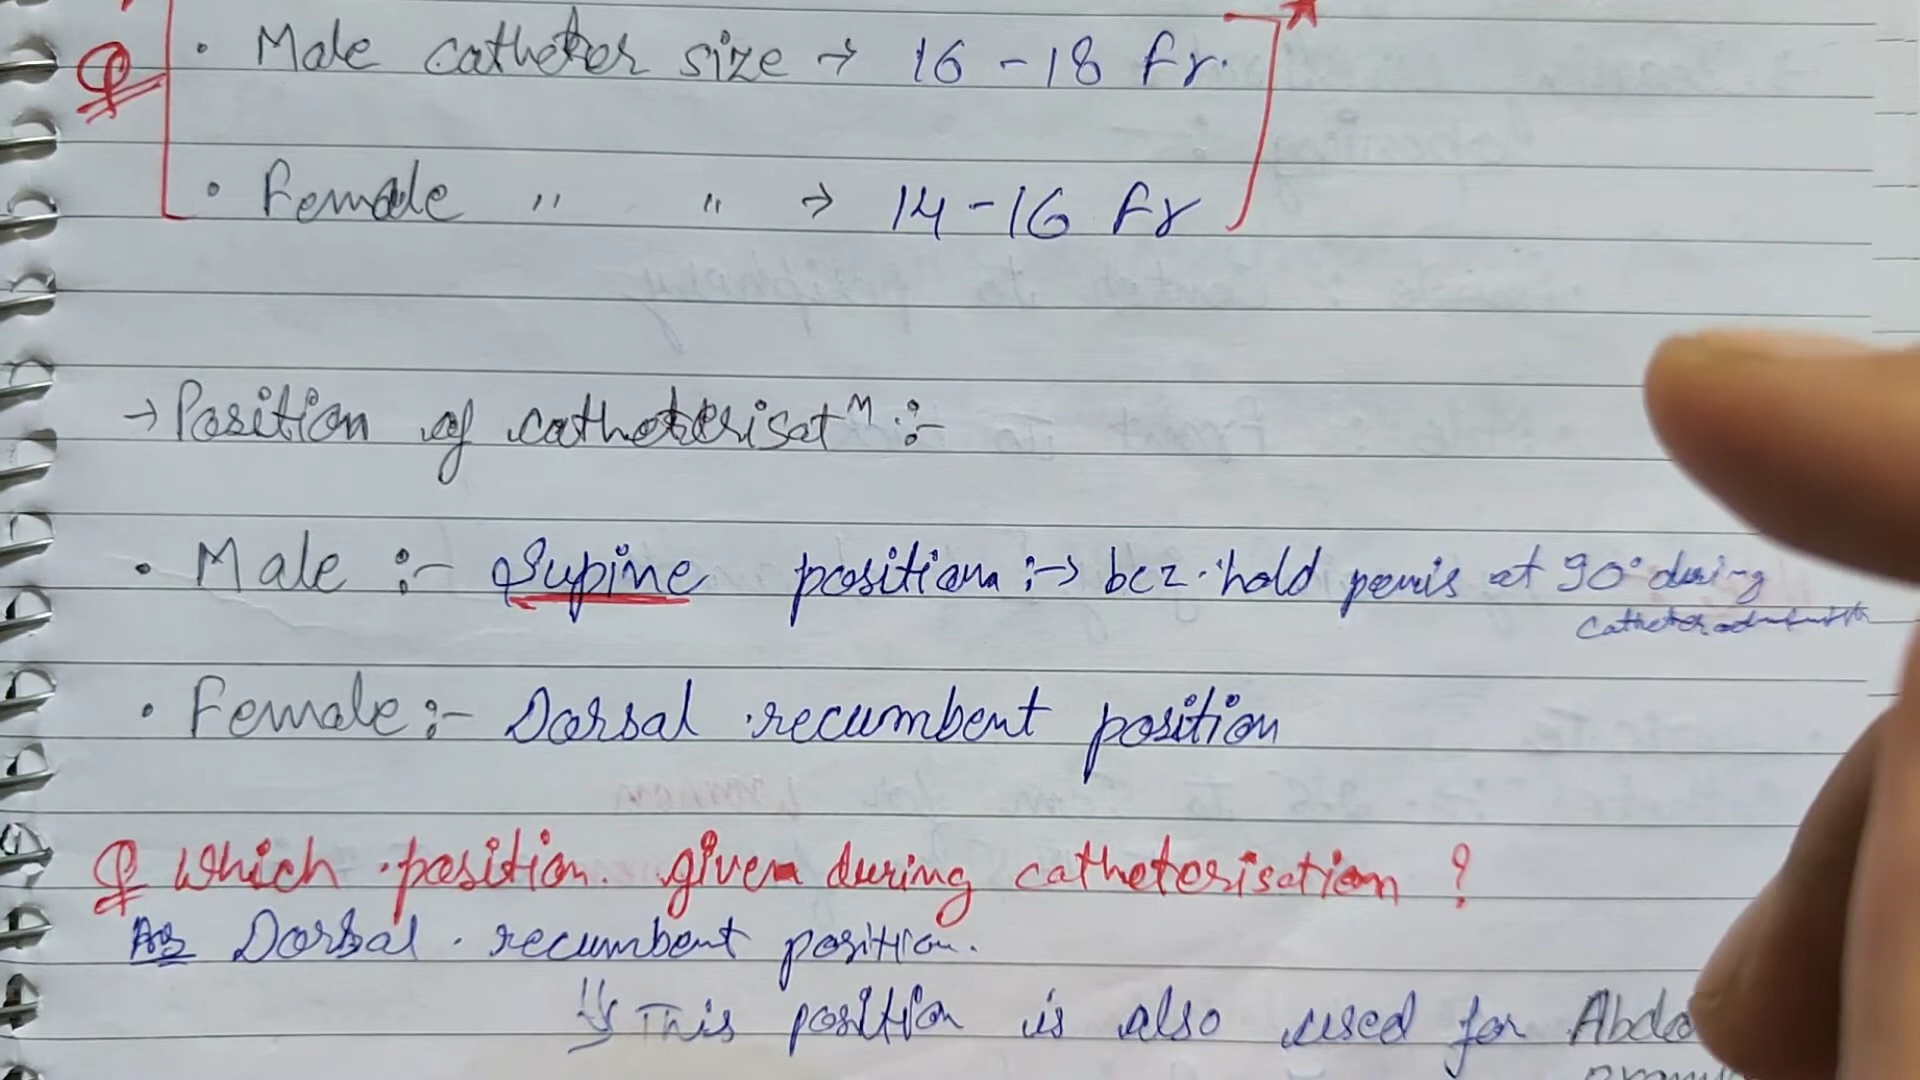 Q • Male catheter size → 16 - 18 Fr.
• Female " " → 14 - 16 Fr
→ Position of catheterisatⁿ :-
• Male :- Supine position :→ bcz. hold penis at 90° during
Catheter
• Female :- Dorsal recumbent position
Q Which position given during catheterisation ?
Ans Dorsal recumbent position.
This position is also used for Abdo